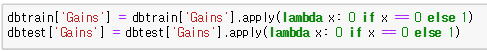 dbtrain['Gains'] = dbtrain['Gains'].apply(lambda x: 0 if x == 0 else 1)
dbtest['Gains'] = dbtest['Gains'].apply(lambda x: 0 if x == 0 else 1)